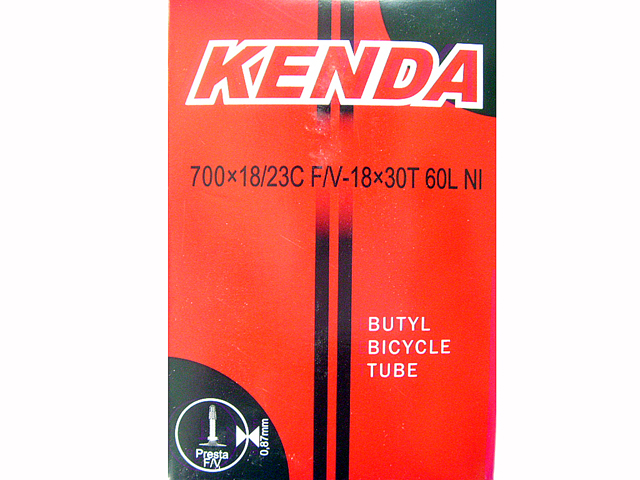 KENDA
700×18/23C F/V-18×30T 60L NI
BUTYL
BICYCLE
TUBE
Presta
F/V
0,87mm